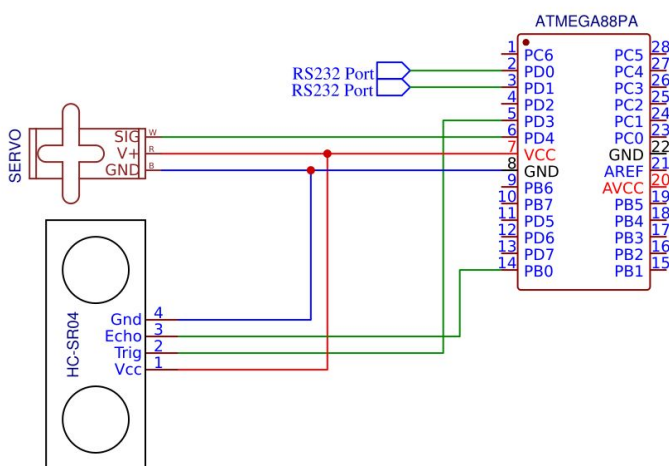 ATMEGA88PA
1 PC6 PC5 28
2 PD0 PC4 27
3 PD1 PC3 26
4 PD2 PC2 25
5 PD3 PC1 24
6 PD4 PC0 23
7 VCC GND 22
8 GND AREF 21
9 PB6 AVCC 20
10 PB7 PB5 19
11 PD5 PB4 18
12 PD6 PB3 17
13 PD7 PB2 16
14 PB0 PB1 15
RS232 Port
RS232 Port
SERVO
SIG W
V+ R
GND B
HC-SR04
Gnd 4
Echo 3
Trig 2
Vcc 1